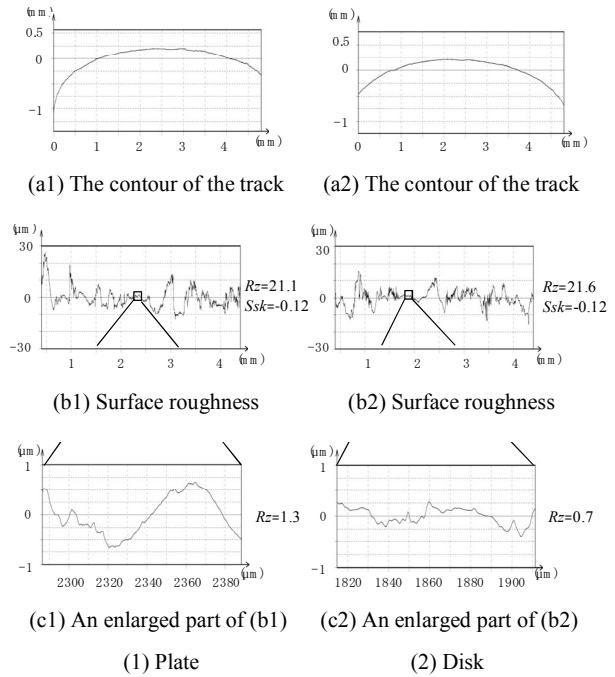 (mm) (mm)
0.5 0.5
0 0
-1 -1
0 1 2 3 4 (mm) 0 1 2 3 4 (mm)
(a1) The contour of the track (a2) The contour of the track
(μm) (μm)
30 30
0 0
-30 -30
Rz=21.1 Rz=21.6
Ssk=-0.12 Ssk=-0.12
1 2 3 4 (mm) 1 2 3 4 (mm)
(b1) Surface roughness (b2) Surface roughness
(μm) (μm)
1 1
0 Rz=1.3 0 Rz=0.7
-1 -1
2300 2320 2340 2360 2380 (μm) 1820 1840 1860 1880 1900 (μm)
(c1) An enlarged part of (b1) (c2) An enlarged part of (b2)
(1) Plate (2) Disk